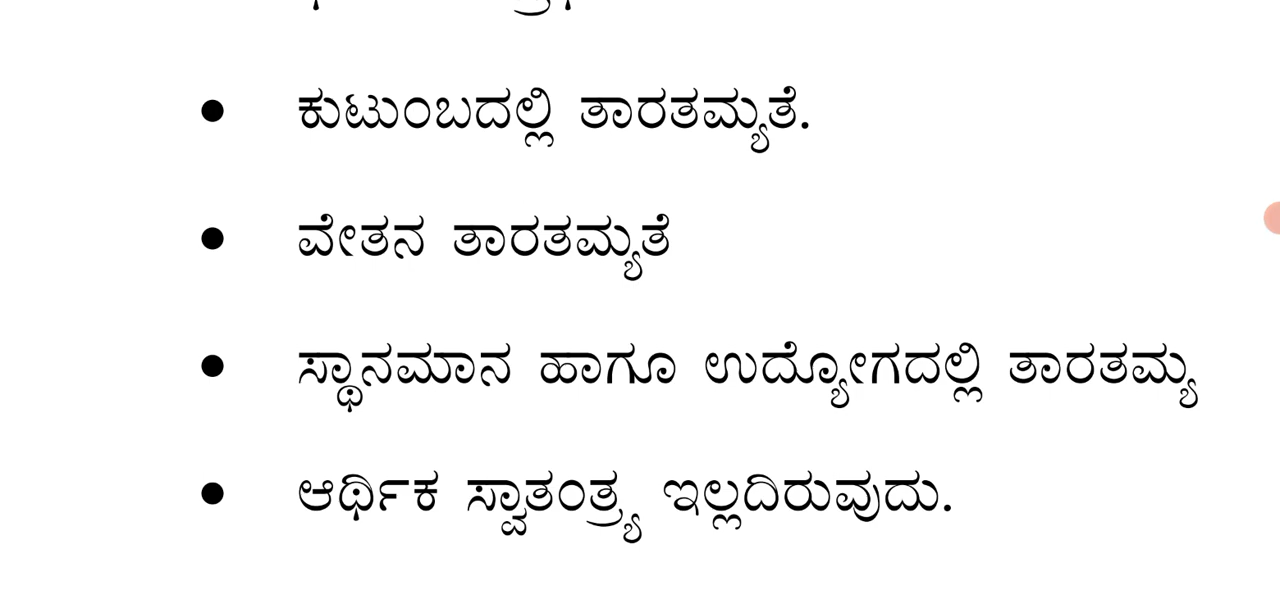 • ಕುಟುಂಬದಲ್ಲಿ ತಾರತಮ್ಯತೆ.
• ವೇತನ ತಾರತಮ್ಯತೆ
• ಸ್ಥಾನಮಾನ ಹಾಗೂ ಉದ್ಯೋಗದಲ್ಲಿ ತಾರತಮ್ಯ
• ಆರ್ಥಿಕ ಸ್ವಾತಂತ್ರ್ಯ ಇಲ್ಲದಿರುವುದು.